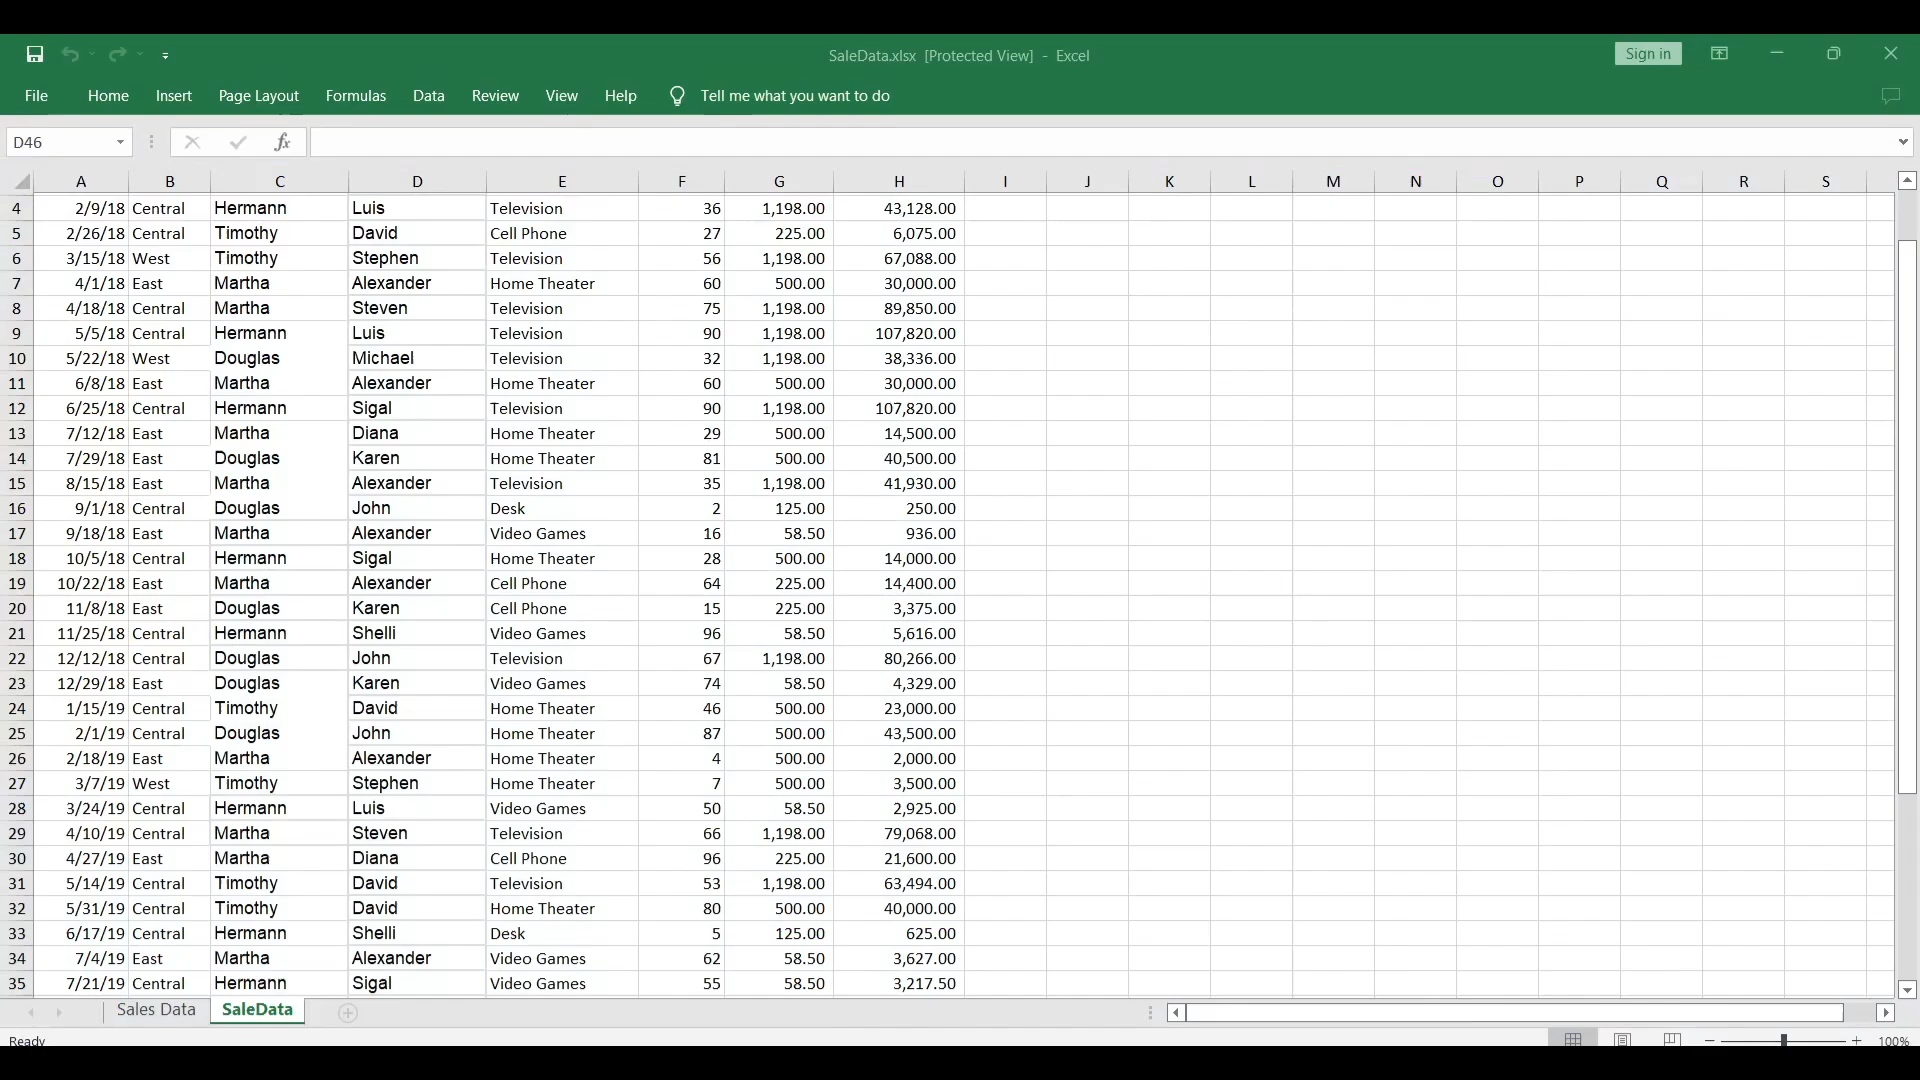 SaleData.xlsx [Protected View] - Excel
Sign in
File Home Insert Page Layout Formulas Data Review View Help Tell me what you want to do
D46 fx
A B C D E F G H I J K L M N O P Q R S
4 2/9/18 Central Hermann Luis Television 36 1,198.00 43,128.00
5 2/26/18 Central Timothy David Cell Phone 27 225.00 6,075.00
6 3/15/18 West Timothy Stephen Television 56 1,198.00 67,088.00
7 4/1/18 East Martha Alexander Home Theater 60 500.00 30,000.00
8 4/18/18 Central Martha Steven Television 75 1,198.00 89,850.00
9 5/5/18 Central Hermann Luis Television 90 1,198.00 107,820.00
10 5/22/18 West Douglas Michael Television 32 1,198.00 38,336.00
11 6/8/18 East Martha Alexander Home Theater 60 500.00 30,000.00
12 6/25/18 Central Hermann Sigal Television 90 1,198.00 107,820.00
13 7/12/18 East Martha Diana Home Theater 29 500.00 14,500.00
14 7/29/18 East Douglas Karen Home Theater 81 500.00 40,500.00
15 8/15/18 East Martha Alexander Television 35 1,198.00 41,930.00
16 9/1/18 Central Douglas John Desk 2 125.00 250.00
17 9/18/18 East Martha Alexander Video Games 16 58.50 936.00
18 10/5/18 Central Hermann Sigal Home Theater 28 500.00 14,000.00
19 10/22/18 East Martha Alexander Cell Phone 64 225.00 14,400.00
20 11/8/18 East Douglas Karen Cell Phone 15 225.00 3,375.00
21 11/25/18 Central Hermann Shelli Video Games 96 58.50 5,616.00
22 12/12/18 Central Douglas John Television 67 1,198.00 80,266.00
23 12/29/18 East Douglas Karen Video Games 74 58.50 4,329.00
24 1/15/19 Central Timothy David Home Theater 46 500.00 23,000.00
25 2/1/19 Central Douglas John Home Theater 87 500.00 43,500.00
26 2/18/19 East Martha Alexander Home Theater 4 500.00 2,000.00
27 3/7/19 West Timothy Stephen Home Theater 7 500.00 3,500.00
28 3/24/19 Central Hermann Luis Video Games 50 58.50 2,925.00
29 4/10/19 Central Martha Steven Television 66 1,198.00 79,068.00
30 4/27/19 East Martha Diana Cell Phone 96 225.00 21,600.00
31 5/14/19 Central Timothy David Television 53 1,198.00 63,494.00
32 5/31/19 Central Timothy David Home Theater 80 500.00 40,000.00
33 6/17/19 Central Hermann Shelli Desk 5 125.00 625.00
34 7/4/19 East Martha Alexander Video Games 62 58.50 3,627.00
35 7/21/19 Central Hermann Sigal Video Games 55 58.50 3,217.50
Sales Data SaleData
Ready 100%